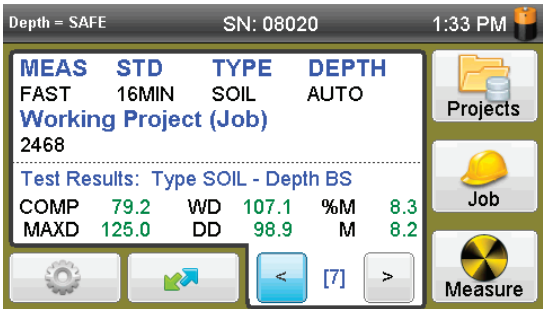 Depth = SAFE SN: 08020 1:33 PM
MEAS STD TYPE DEPTH
FAST 16MIN SOIL AUTO
Working Project (Job)
2468
Test Results: Type SOIL - Depth BS
COMP 79.2 WD 107.1 %M 8.3
MAXD 125.0 DD 98.9 M 8.2
< [7] >
Projects
Job
Measure